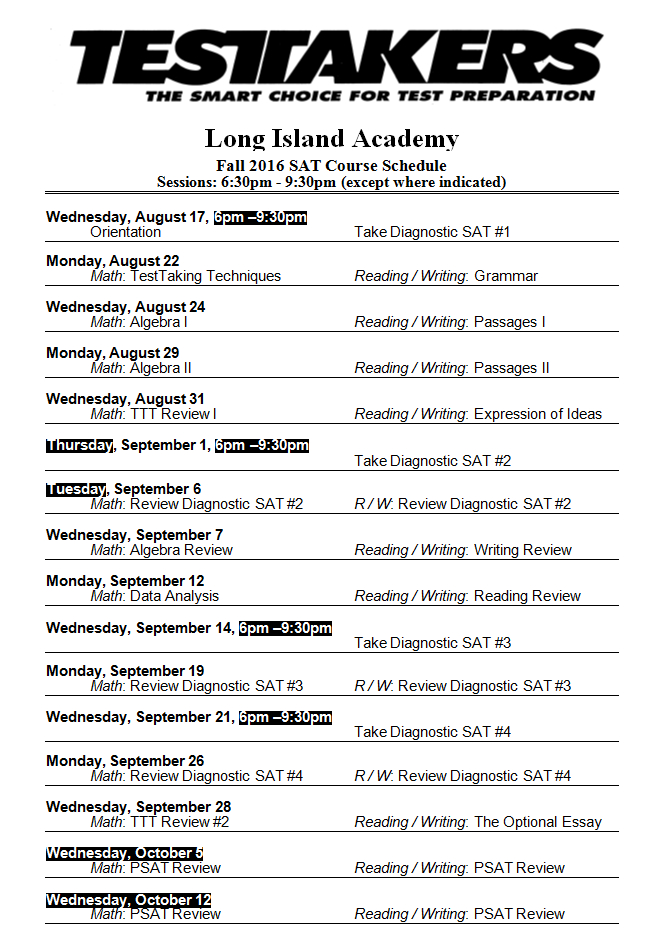 TESTTAKERS
THE SMART CHOICE FOR TEST PREPARATION
Long Island Academy
Fall 2016 SAT Course Schedule
Sessions: 6:30pm - 9:30pm (except where indicated)
Wednesday, August 17, 6pm –9:30pm
Orientation Take Diagnostic SAT #1
Monday, August 22
Math: TestTaking Techniques Reading / Writing: Grammar
Wednesday, August 24
Math: Algebra I Reading / Writing: Passages I
Monday, August 29
Math: Algebra II Reading / Writing: Passages II
Wednesday, August 31
Math: TTT Review I Reading / Writing: Expression of Ideas
Thursday, September 1, 6pm –9:30pm
Take Diagnostic SAT #2
Tuesday, September 6
Math: Review Diagnostic SAT #2 R / W: Review Diagnostic SAT #2
Wednesday, September 7
Math: Algebra Review Reading / Writing: Writing Review
Monday, September 12
Math: Data Analysis Reading / Writing: Reading Review
Wednesday, September 14, 6pm –9:30pm
Take Diagnostic SAT #3
Monday, September 19
Math: Review Diagnostic SAT #3 R / W: Review Diagnostic SAT #3
Wednesday, September 21, 6pm –9:30pm
Take Diagnostic SAT #4
Monday, September 26
Math: Review Diagnostic SAT #4 R / W: Review Diagnostic SAT #4
Wednesday, September 28
Math: TTT Review #2 Reading / Writing: The Optional Essay
Wednesday, October 5
Math: PSAT Review Reading / Writing: PSAT Review
Wednesday, October 12
Math: PSAT Review Reading / Writing: PSAT Review